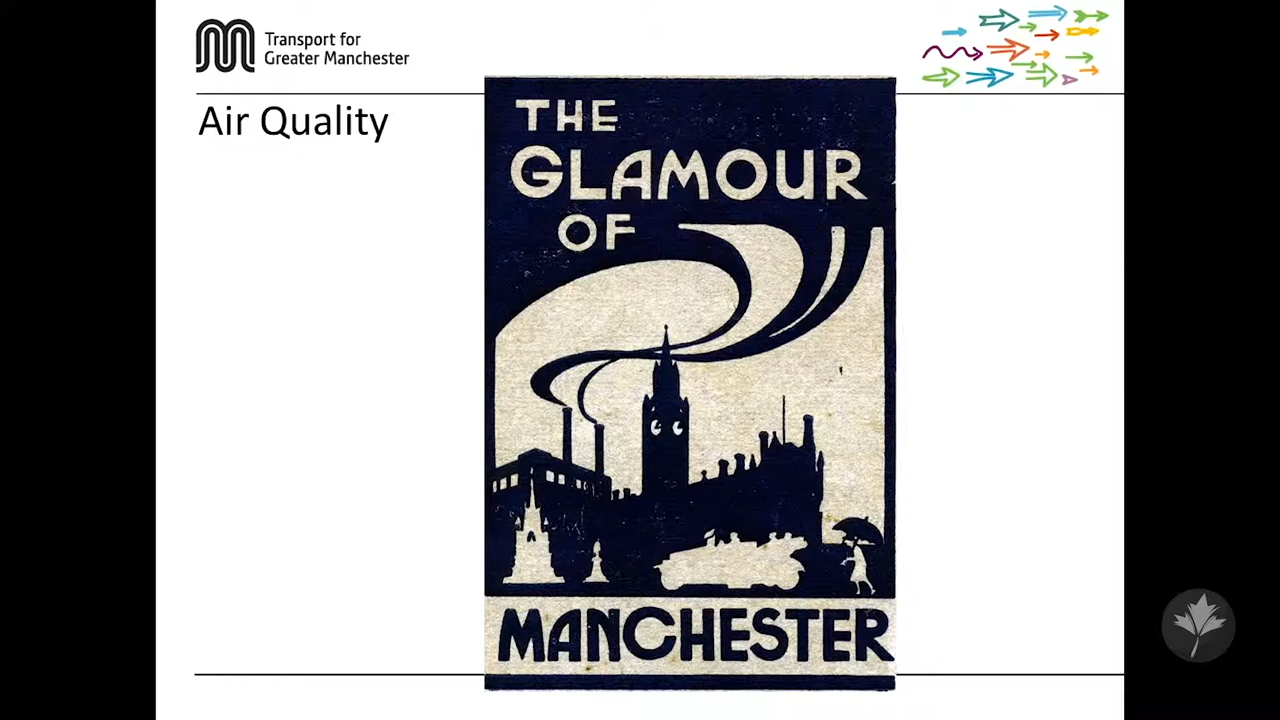 Transport for
Greater Manchester
Air Quality
THE
GLAMOUR
OF
MANCHESTER